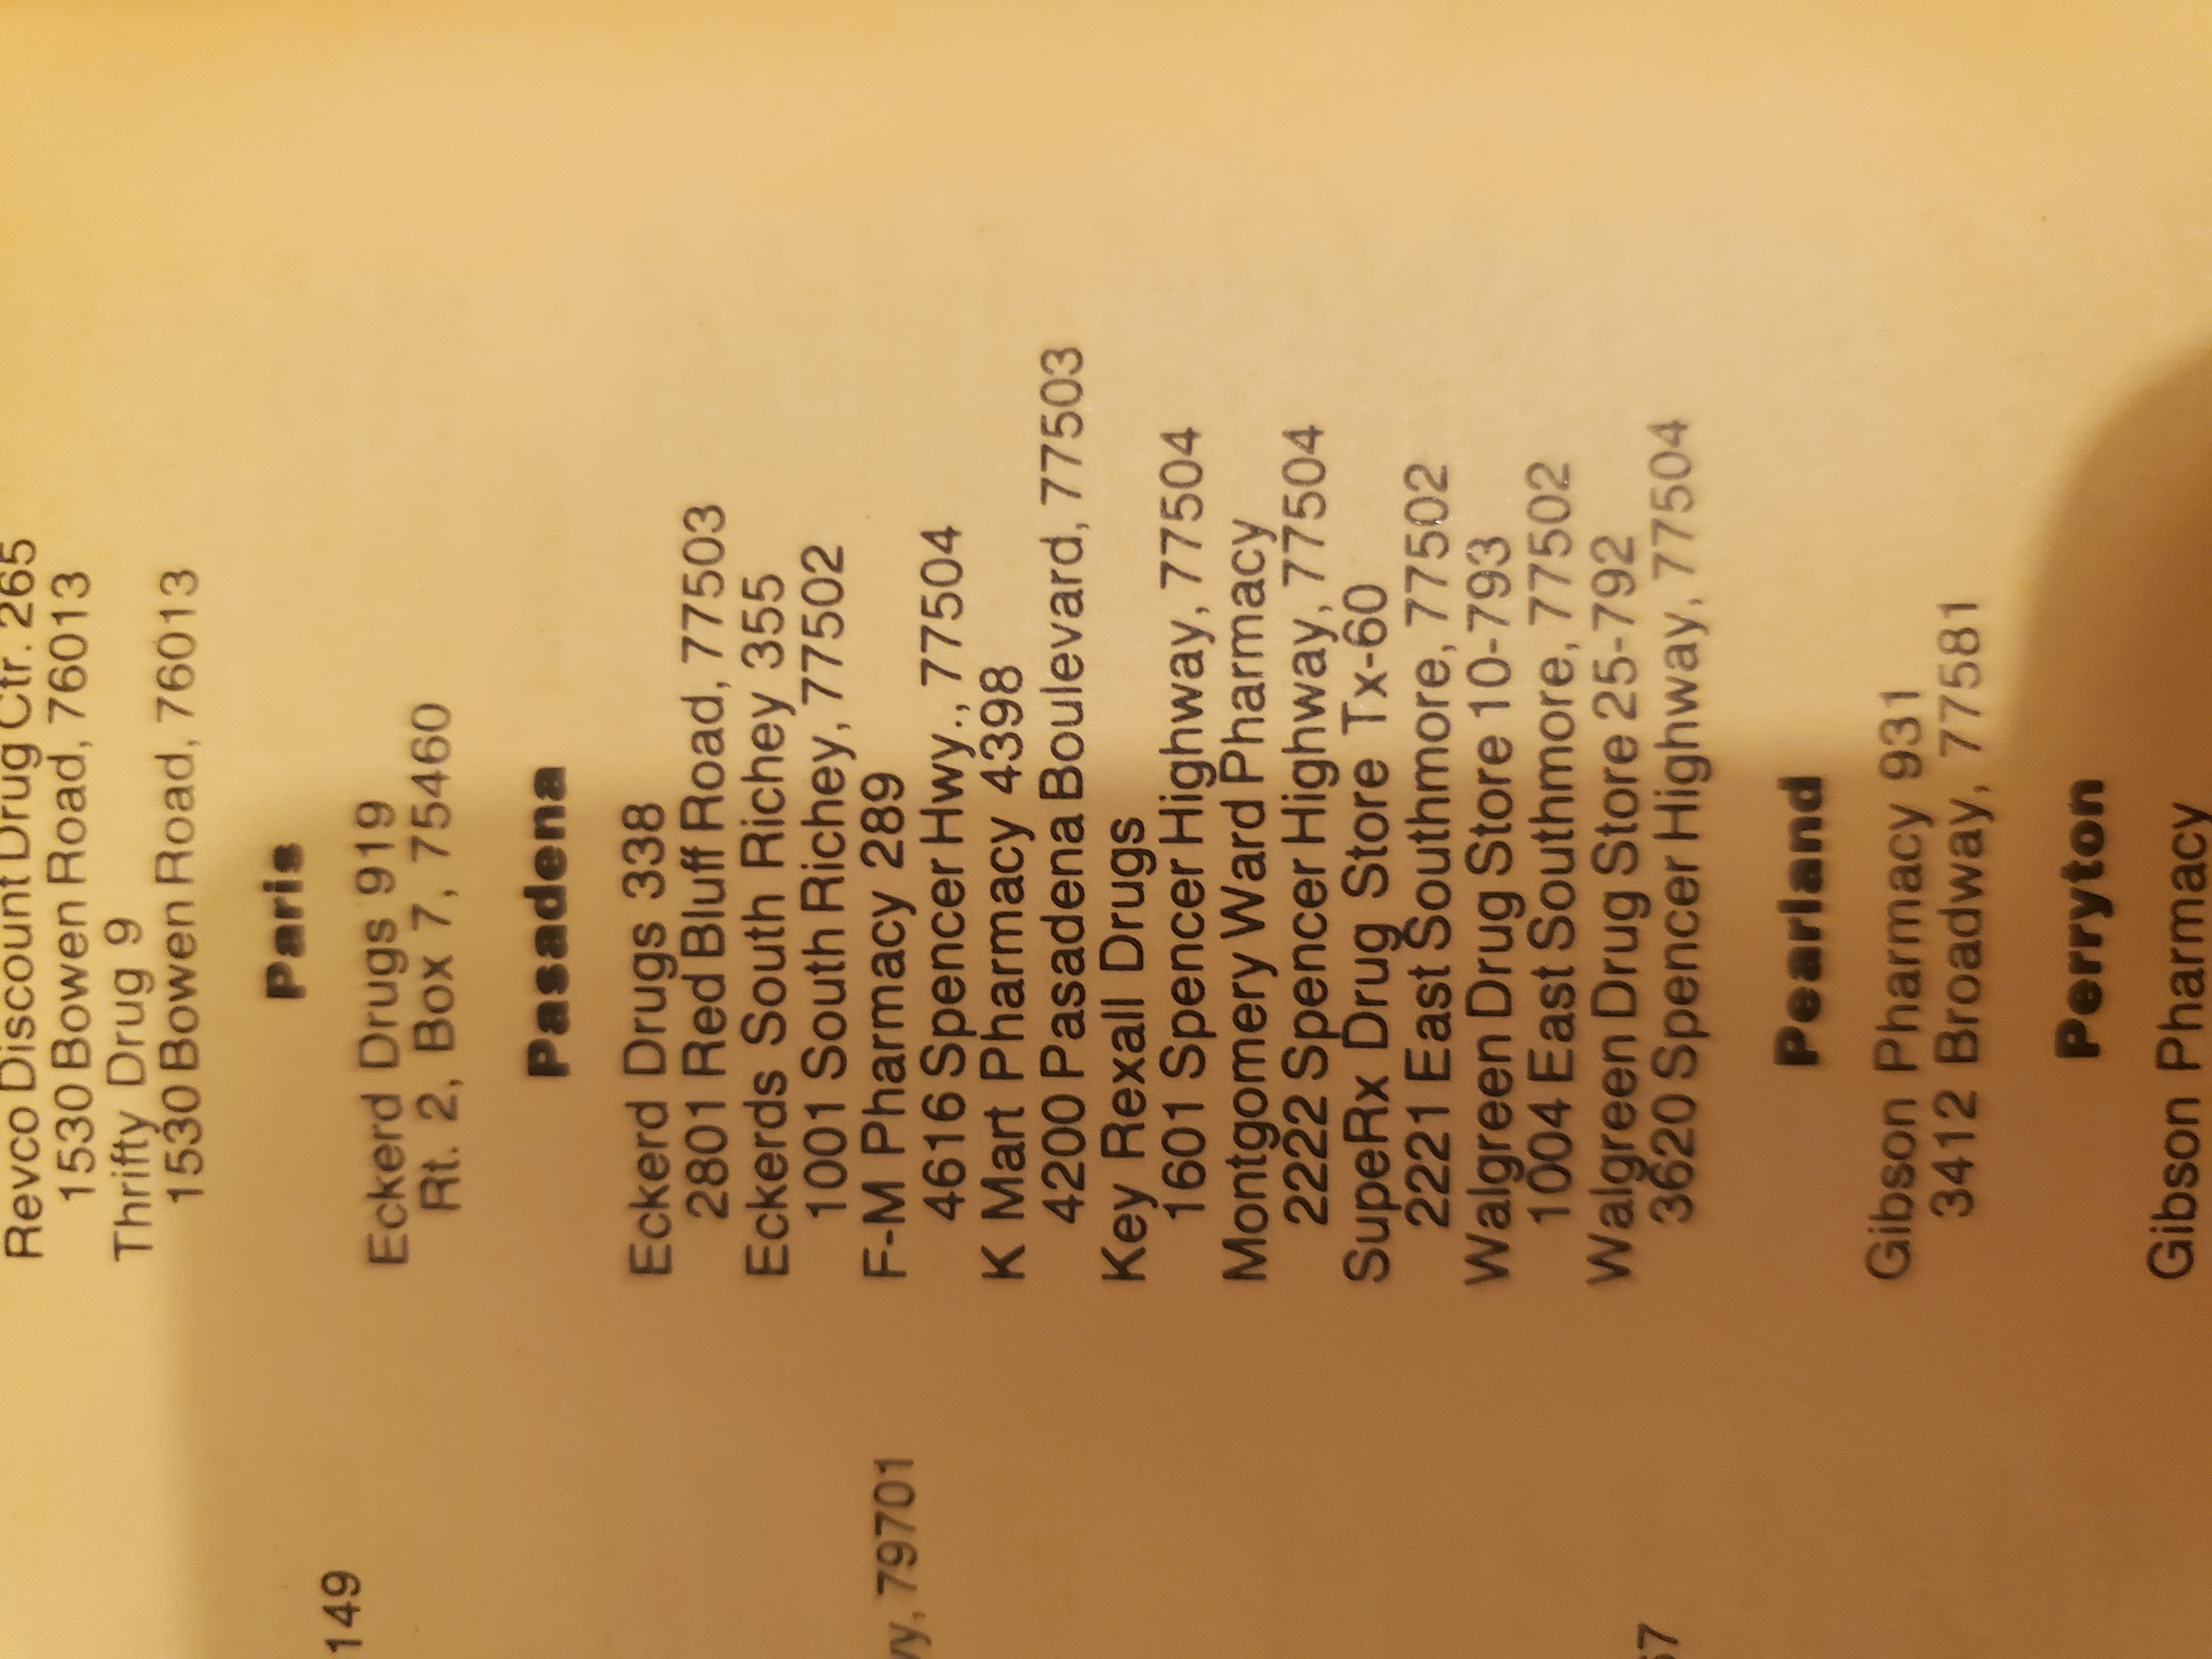 Revco Discount Drug Ctr. 265
1530 Bowen Road, 76013
Thrifty Drug 9
1530 Bowen Road, 76013
Paris
Eckerd Drugs 919
Rt. 2, Box 7, 75460
Pasadena
Eckerd Drugs 338
2801 Red Bluff Road, 77503
Eckerds South Richey 355
1001 South Richey, 77502
F-M Pharmacy 289
4616 Spencer Hwy., 77504
K Mart Pharmacy 4398
4200 Pasadena Boulevard, 77503
Key Rexall Drugs
1601 Spencer Highway, 77504
Montgomery Ward Pharmacy
2222 Spencer Highway, 77504
SupeRx Drug Store Tx-60
2221 East Southmore, 77502
Walgreen Drug Store 10-793
1004 East Southmore, 77502
Walgreen Drug Store 25-792
3620 Spencer Highway, 77504
Pearland
Gibson Pharmacy 931
3412 Broadway, 77581
Perryton
Gibson Pharmacy
149
79701